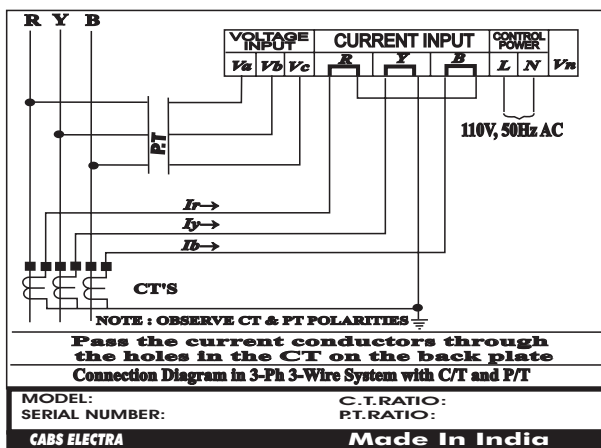 R Y B
VOLTAGE INPUT CURRENT INPUT CONTROL POWER
Va Vb Vc R Y B L N Vn
P.T
110V, 50Hz AC
Ir→
Iy→
Ib→
CT'S
NOTE : OBSERVE CT & PT POLARITIES
Pass the current conductors through
the holes in the CT on the back plate
Connection Diagram in 3-Ph 3-Wire System with C/T and P/T
MODEL: C.T.RATIO:
SERIAL NUMBER: P.T.RATIO:
CABS ELECTRA Made In India